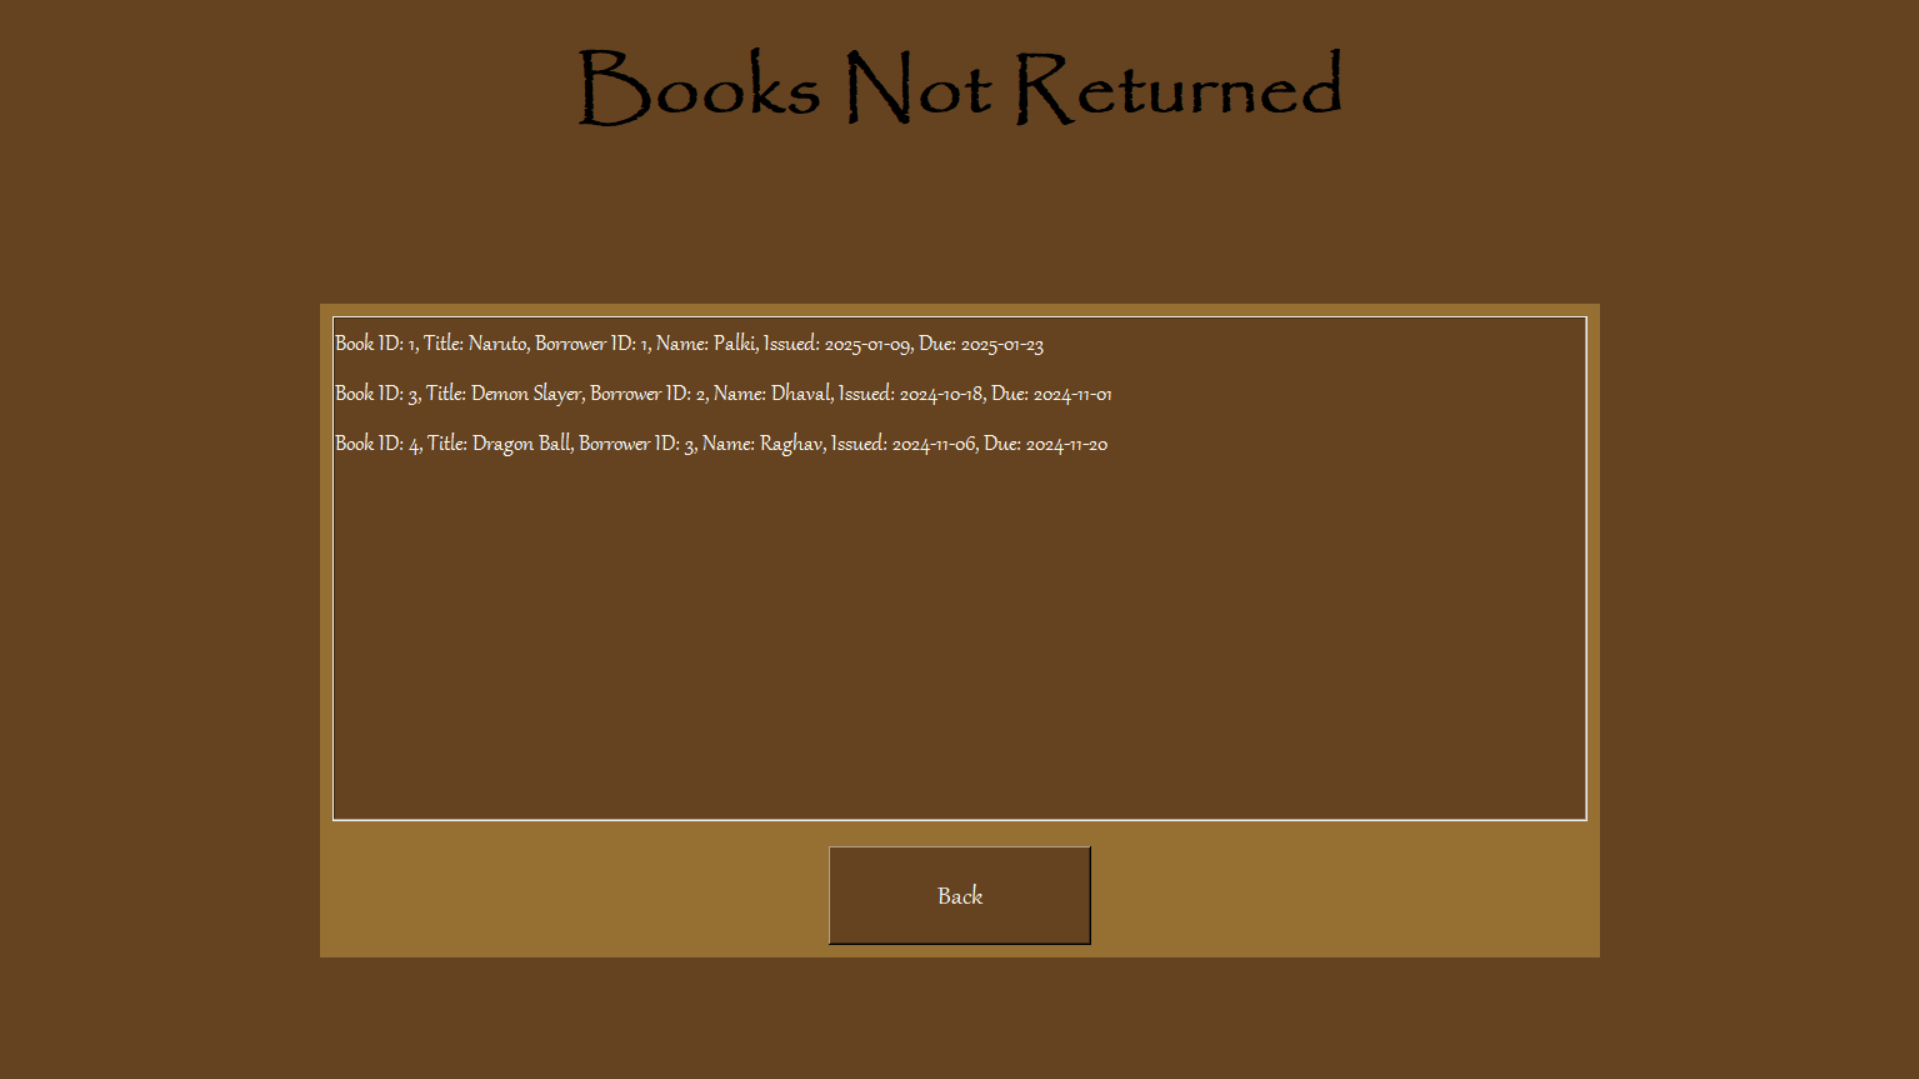 Books Not Returned
Book ID: 1, Title: Naruto, Borrower ID: 1, Name: Palki, Issued: 2025-01-09, Due: 2025-01-23
Book ID: 3, Title: Demon Slayer, Borrower ID: 2, Name: Dhaval, Issued: 2024-10-18, Due: 2024-11-01
Book ID: 4, Title: Dragon Ball, Borrower ID: 3, Name: Raghav, Issued: 2024-11-06, Due: 2024-11-20
Back